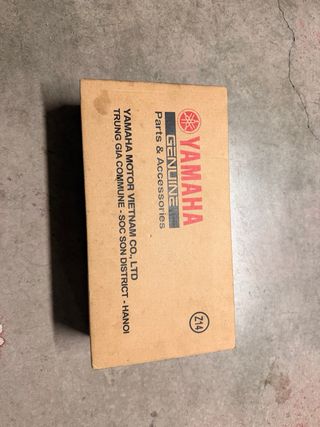 YAMAHA
GENUINE
Parts & Accessories
YAMAHA MOTOR VIETNAM CO., LTD
TRUNG GIA COMMUNE - SOC SON DISTRICT - HANOI
Z14